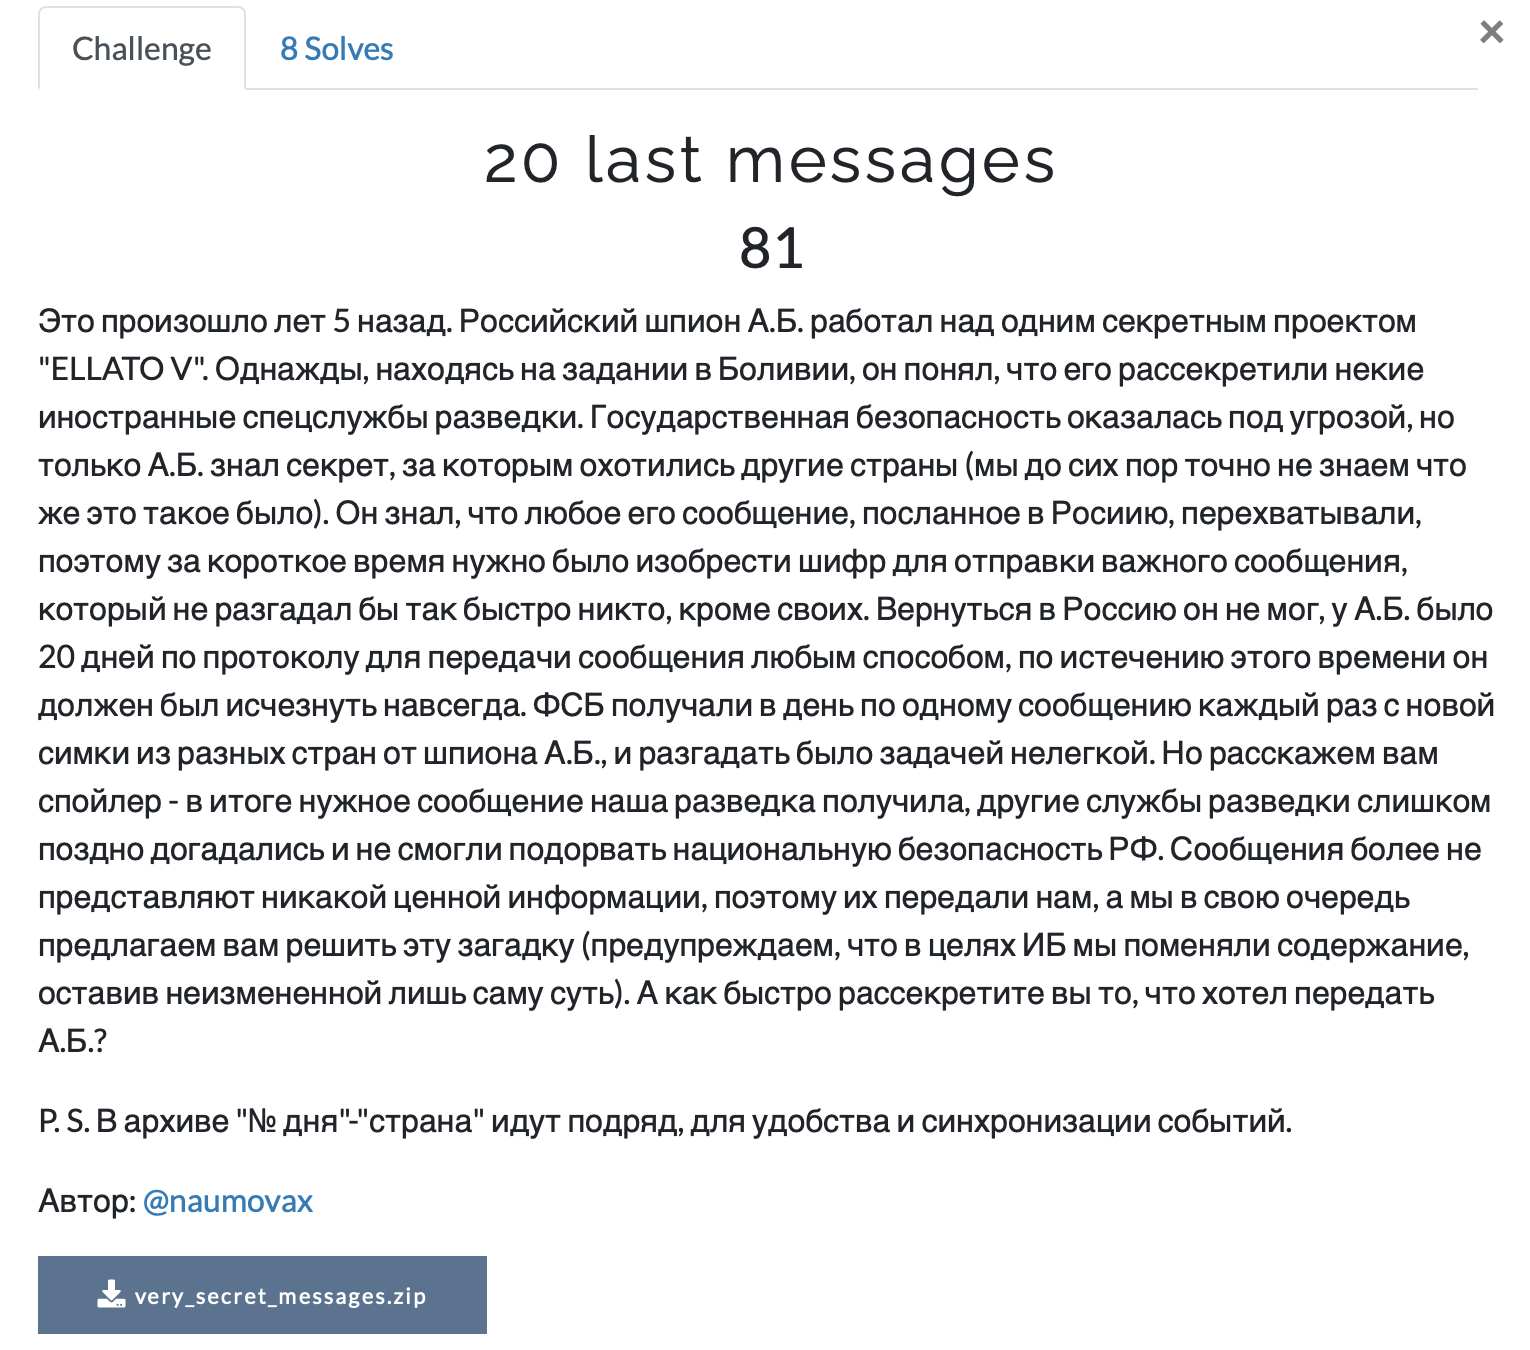 Challenge
8 Solves
×
20 last messages
81
Это произошло лет 5 назад. Российский шпион А.Б. работал над одним секретным проектом
"ELLATO V". Однажды, находясь на задании в Боливии, он понял, что его рассекретили некие
иностранные спецслужбы разведки. Государственная безопасность оказалась под угрозой, но
только А.Б. знал секрет, за которым охотились другие страны (мы до сих пор точно не знаем что
же это такое было). Он знал, что любое его сообщение, посланное в Росиию, перехватывали,
поэтому за короткое время нужно было изобрести шифр для отправки важного сообщения,
который не разгадал бы так быстро никто, кроме своих. Вернуться в Россию он не мог, у А.Б. было
20 дней по протоколу для передачи сообщения любым способом, по истечению этого времени он
должен был исчезнуть навсегда. ФСБ получали в день по одному сообщению каждый раз с новой
симки из разных стран от шпиона А.Б., и разгадать было задачей нелегкой. Но расскажем вам
спойлер - в итоге нужное сообщение наша разведка получила, другие службы разведки слишком
поздно догадались и не смогли подорвать национальную безопасность РФ. Сообщения более не
представляют никакой ценной информации, поэтому их передали нам, а мы в свою очередь
предлагаем вам решить эту загадку (предупреждаем, что в целях ИБ мы поменяли содержание,
оставив неизмененной лишь саму суть). А как быстро рассекретите вы то, что хотел передать
А.Б.?
P. S. В архиве "№ дня"-"страна" идут подряд, для удобства и синхронизации событий.
Автор: @naumovax
very_secret_messages.zip